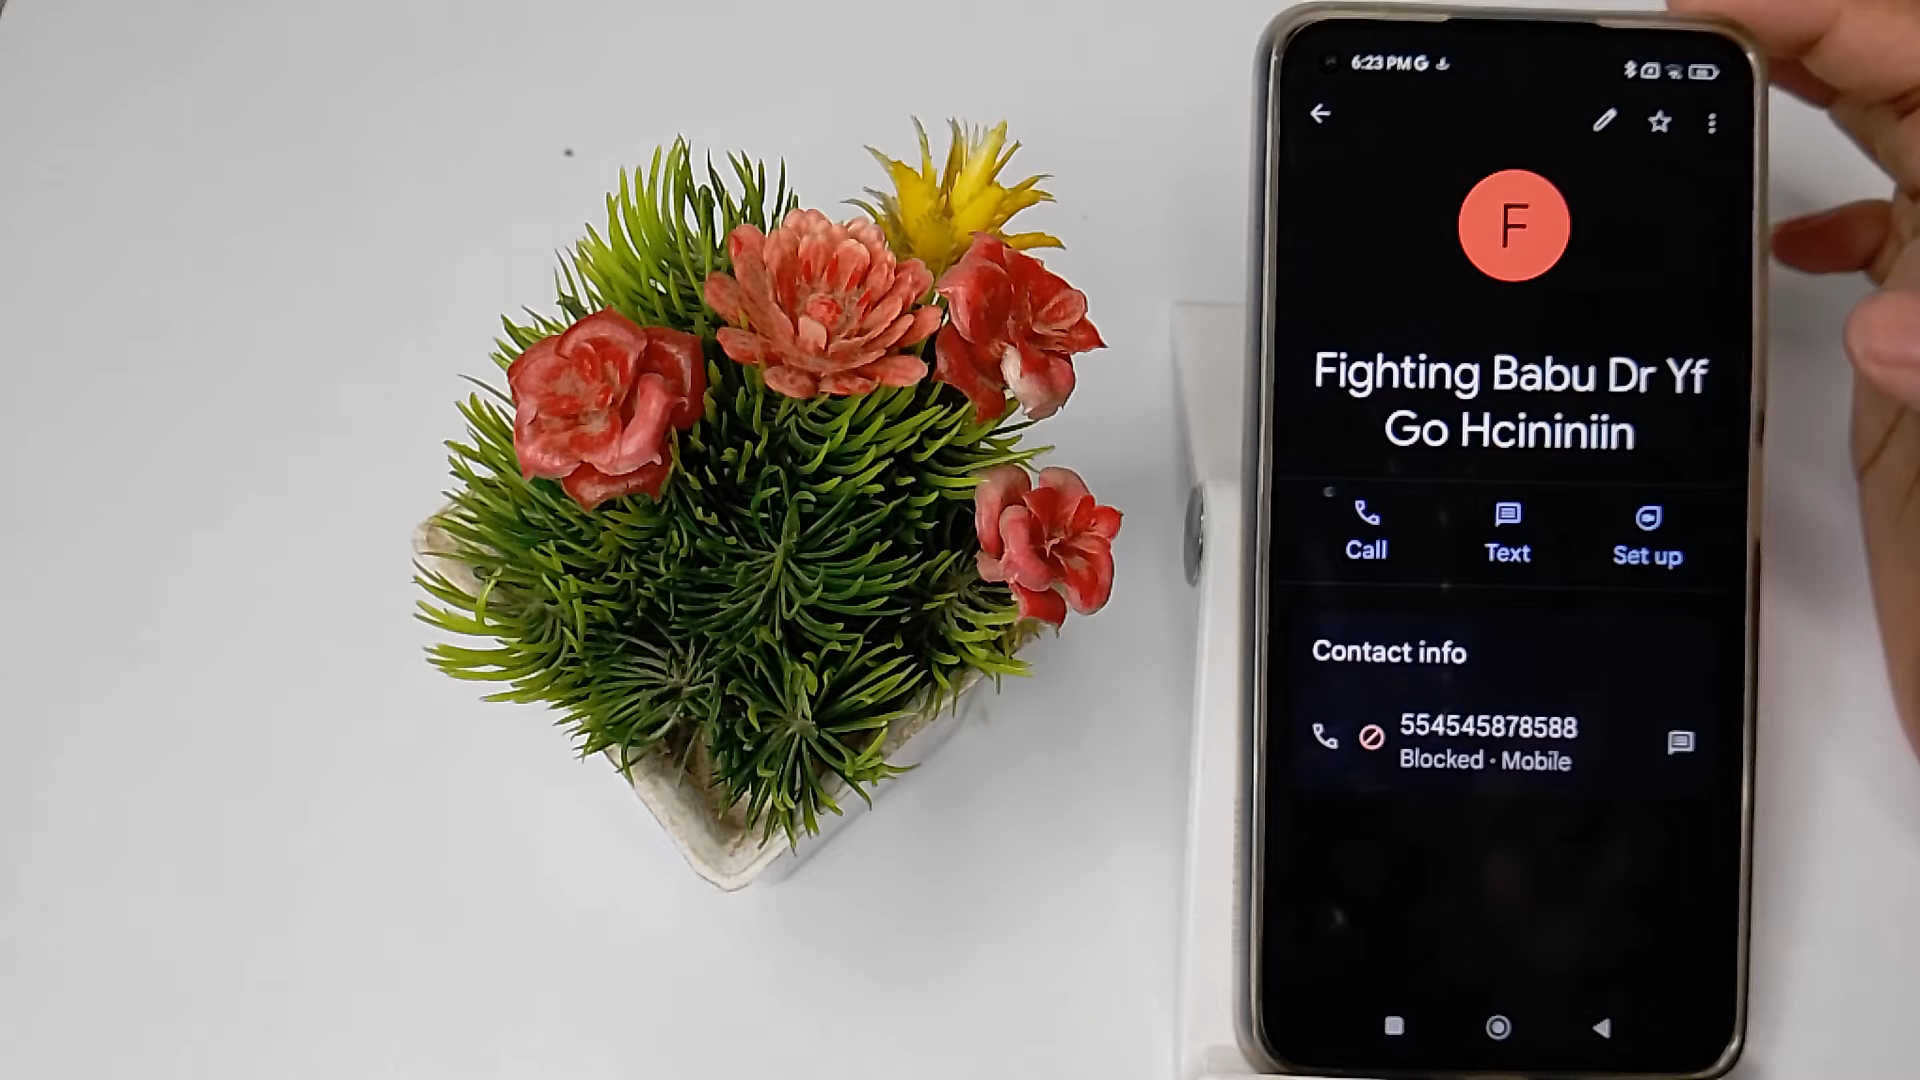 6:23 PM G
F
Fighting Babu Dr Yf
Go Hcininiin
Call
Text
Set up
Contact info
554545878588
Blocked · Mobile